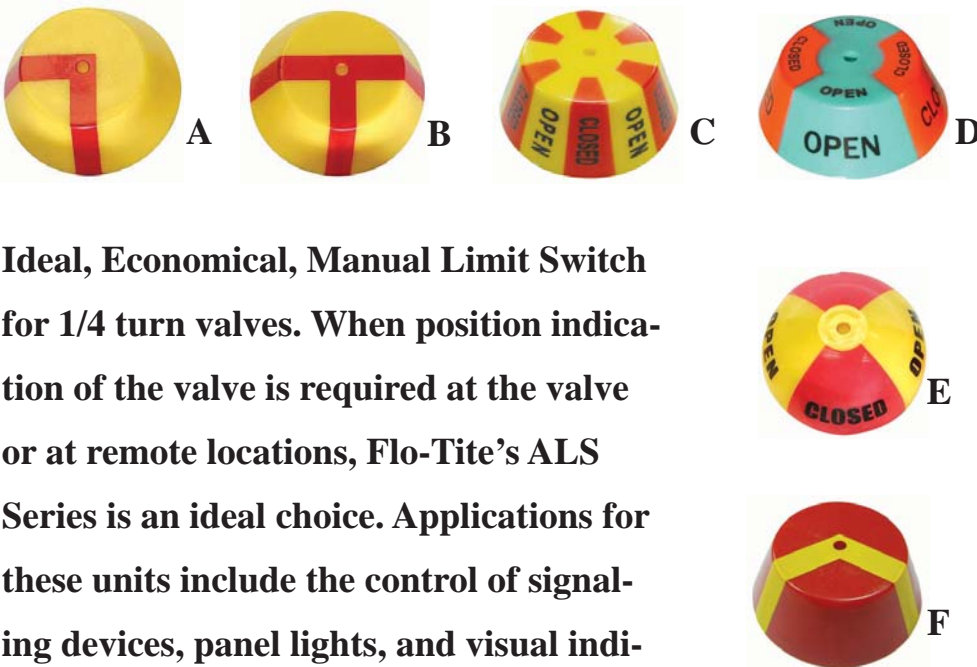 A
B
C
D
CLOSED
OPEN
CLOSED
OPEN
OPEN
CLOSED
CLOSED
OPEN
OPEN
Ideal, Economical, Manual Limit Switch
for 1/4 turn valves. When position indica-
tion of the valve is required at the valve
or at remote locations, Flo-Tite’s ALS
Series is an ideal choice. Applications for
these units include the control of signal-
ing devices, panel lights, and visual indi-
OPEN
OPEN
CLOSED
E
F